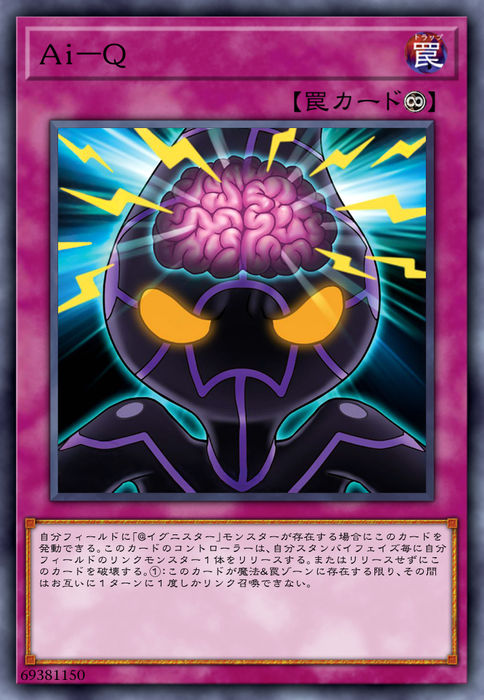 Ai－Q
トラップ
罠
【罠カード】
自分フィールドに「＠イグニスター」モンスターが存在する場合にこのカードを
発動できる。このカードのコントローラーは、自分スタンバイフェイズ毎に自分
フィールドのリンクモンスター１体をリリースする。またはリリースせずにこ
のカードを破壊する。①：このカードが魔法&罠ゾーンに存在する限り、その間
はお互いに１ターンに１度しかリンク召喚できない。
69381150